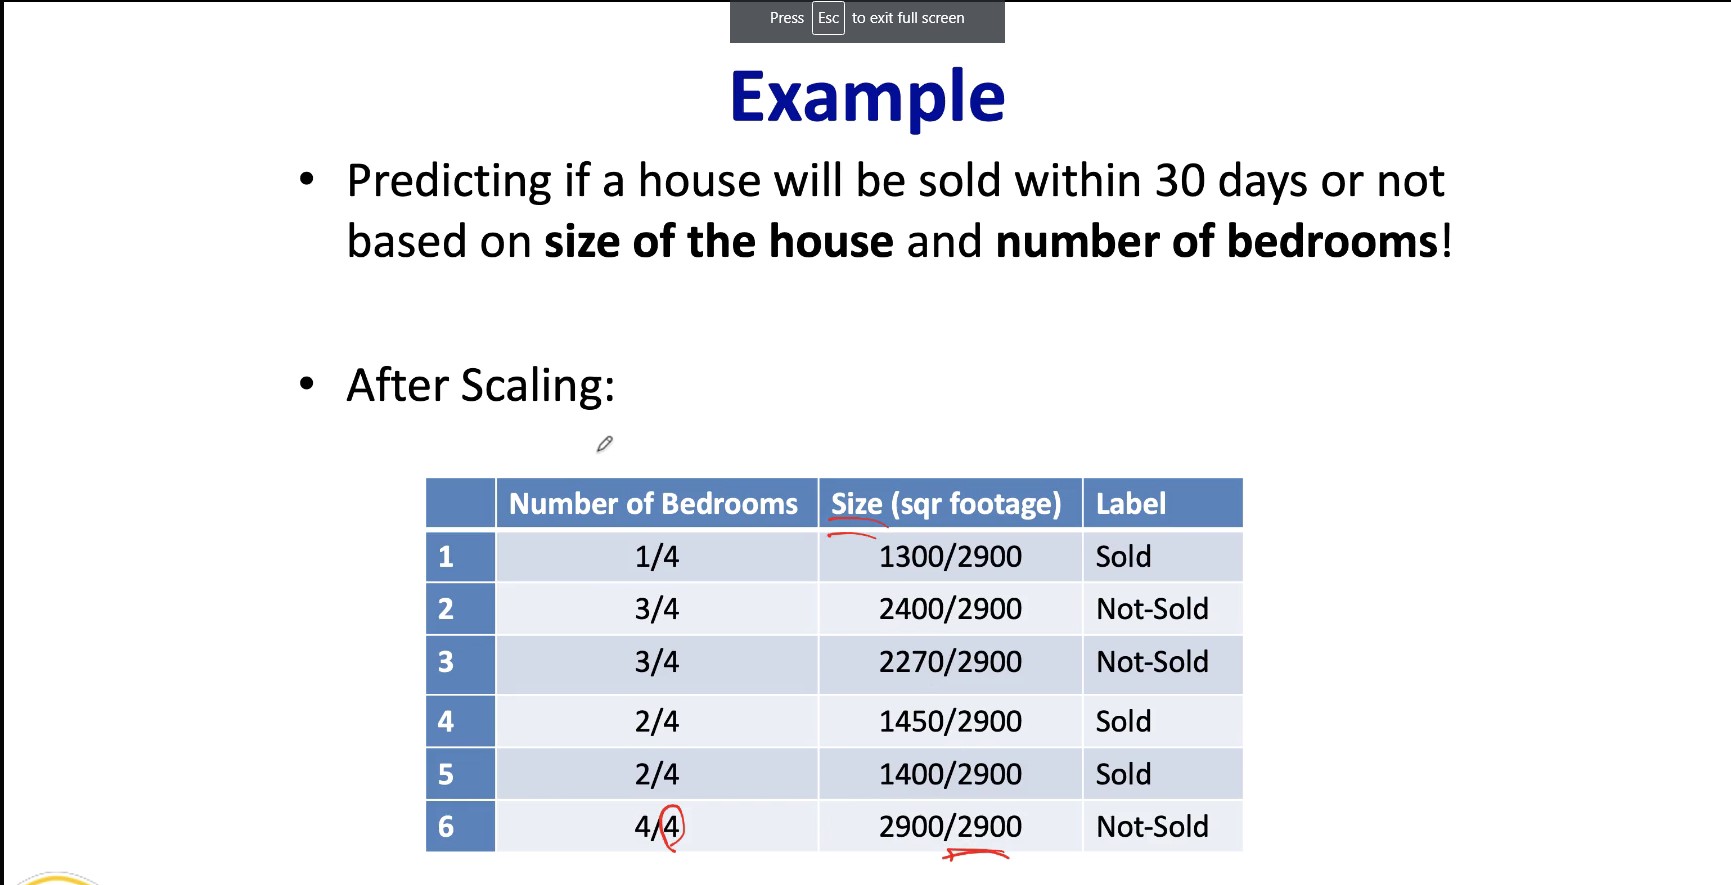 Press Esc to exit full screen
Example
• Predicting if a house will be sold within 30 days or not
based on size of the house and number of bedrooms!
• After Scaling:
Number of Bedrooms Size (sqr footage) Label
1 1/4 1300/2900 Sold
2 3/4 2400/2900 Not-Sold
3 3/4 2270/2900 Not-Sold
4 2/4 1450/2900 Sold
5 2/4 1400/2900 Sold
6 4/4 2900/2900 Not-Sold